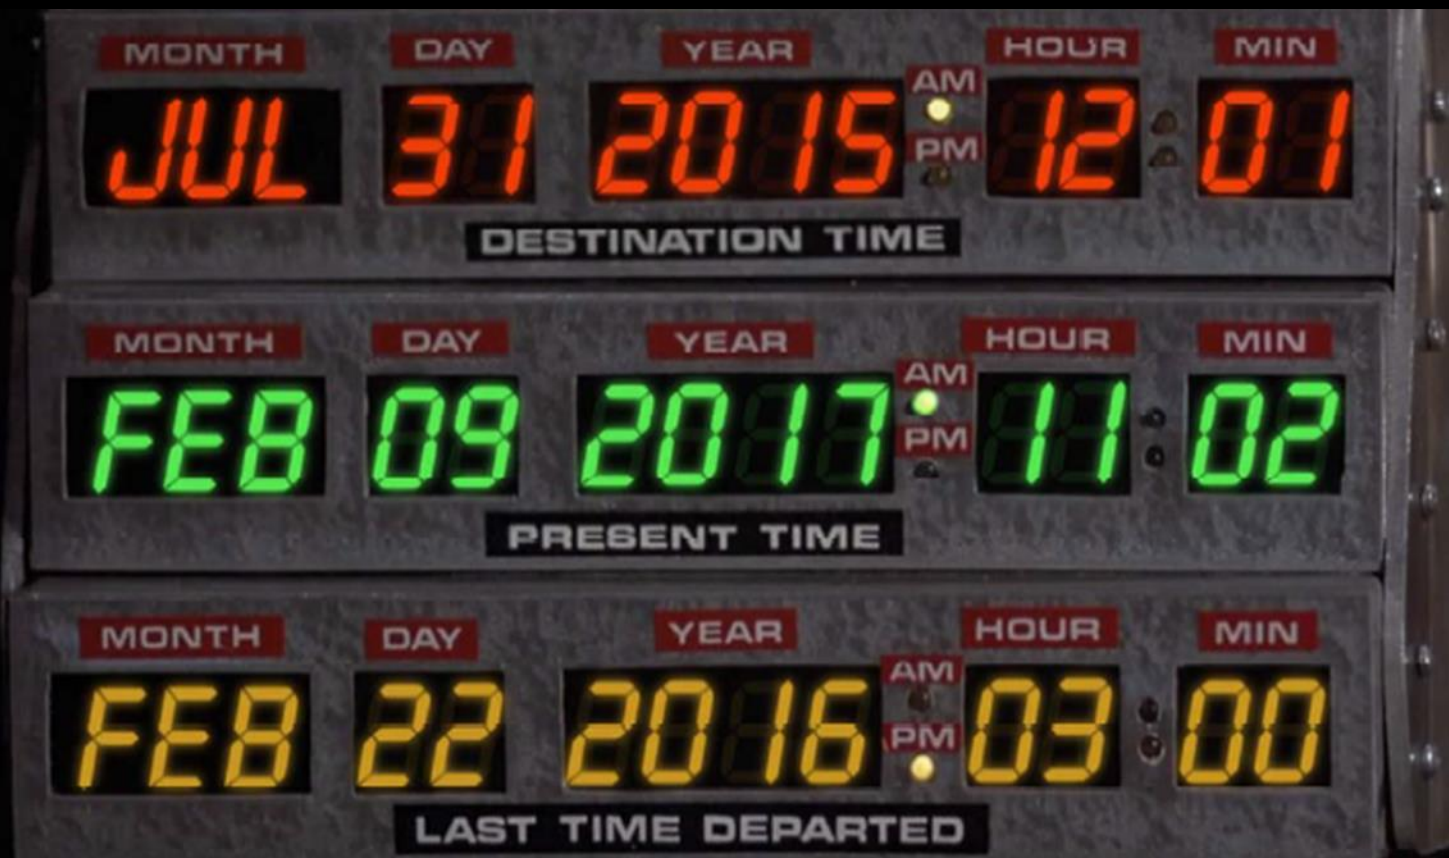 MONTH DAY YEAR HOUR MIN
AM
JUL 31 2015 12 01
PM
DESTINATION TIME
MONTH DAY YEAR HOUR MIN
AM
FEB 09 2017 11 02
PM
PRESENT TIME
MONTH DAY YEAR HOUR MIN
AM
FEB 22 2016 03 00
PM
LAST TIME DEPARTED